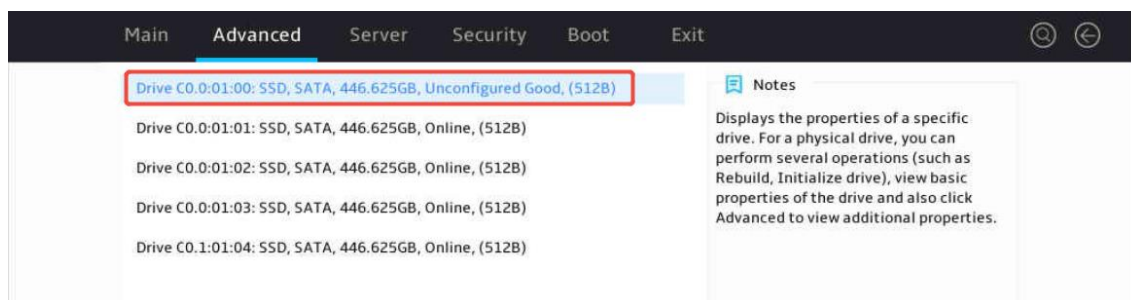 Main Advanced Server Security Boot Exit
Drive C0.0:01:00: SSD, SATA, 446.625GB, Unconfigured Good, (512B)
Drive C0.0:01:01: SSD, SATA, 446.625GB, Online, (512B)
Drive C0.0:01:02: SSD, SATA, 446.625GB, Online, (512B)
Drive C0.0:01:03: SSD, SATA, 446.625GB, Online, (512B)
Drive C0.1:01:04: SSD, SATA, 446.625GB, Online, (512B)
Notes
Displays the properties of a specific
drive. For a physical drive, you can
perform several operations (such as
Rebuild, Initialize drive), view basic
properties of the drive and also click
Advanced to view additional properties.